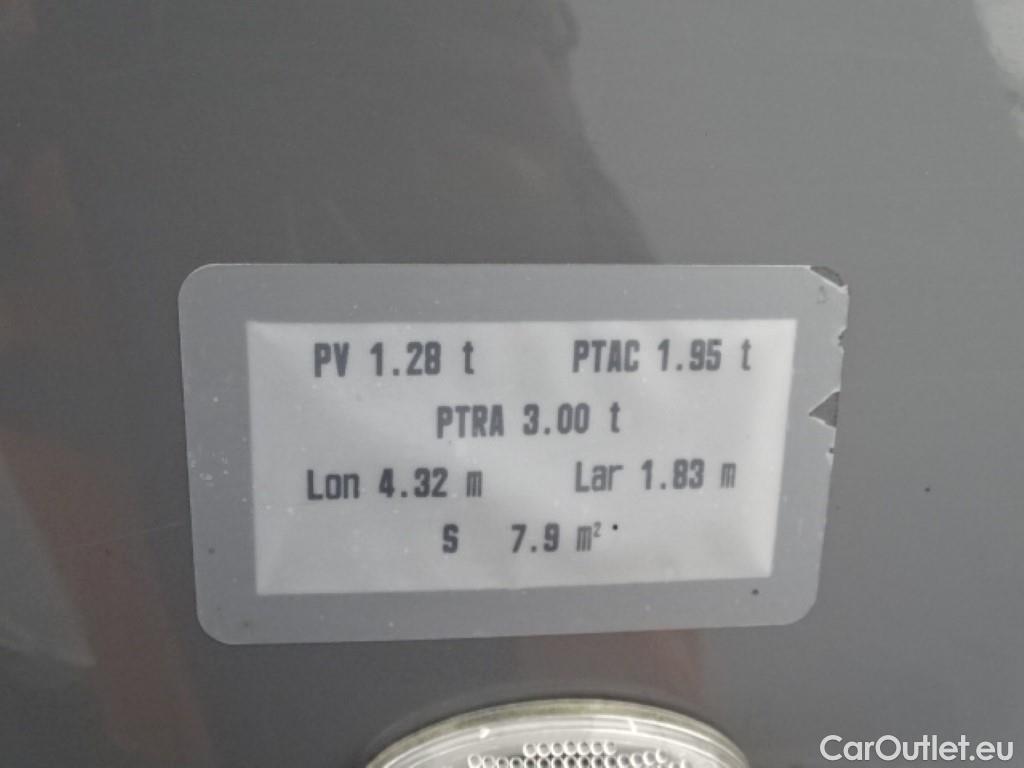 PV 1.28 t PTAC 1.95 t
PTRA 3.00 t
Lon 4.32 m Lar 1.83 m
S 7.9 m²
CarOutlet.eu